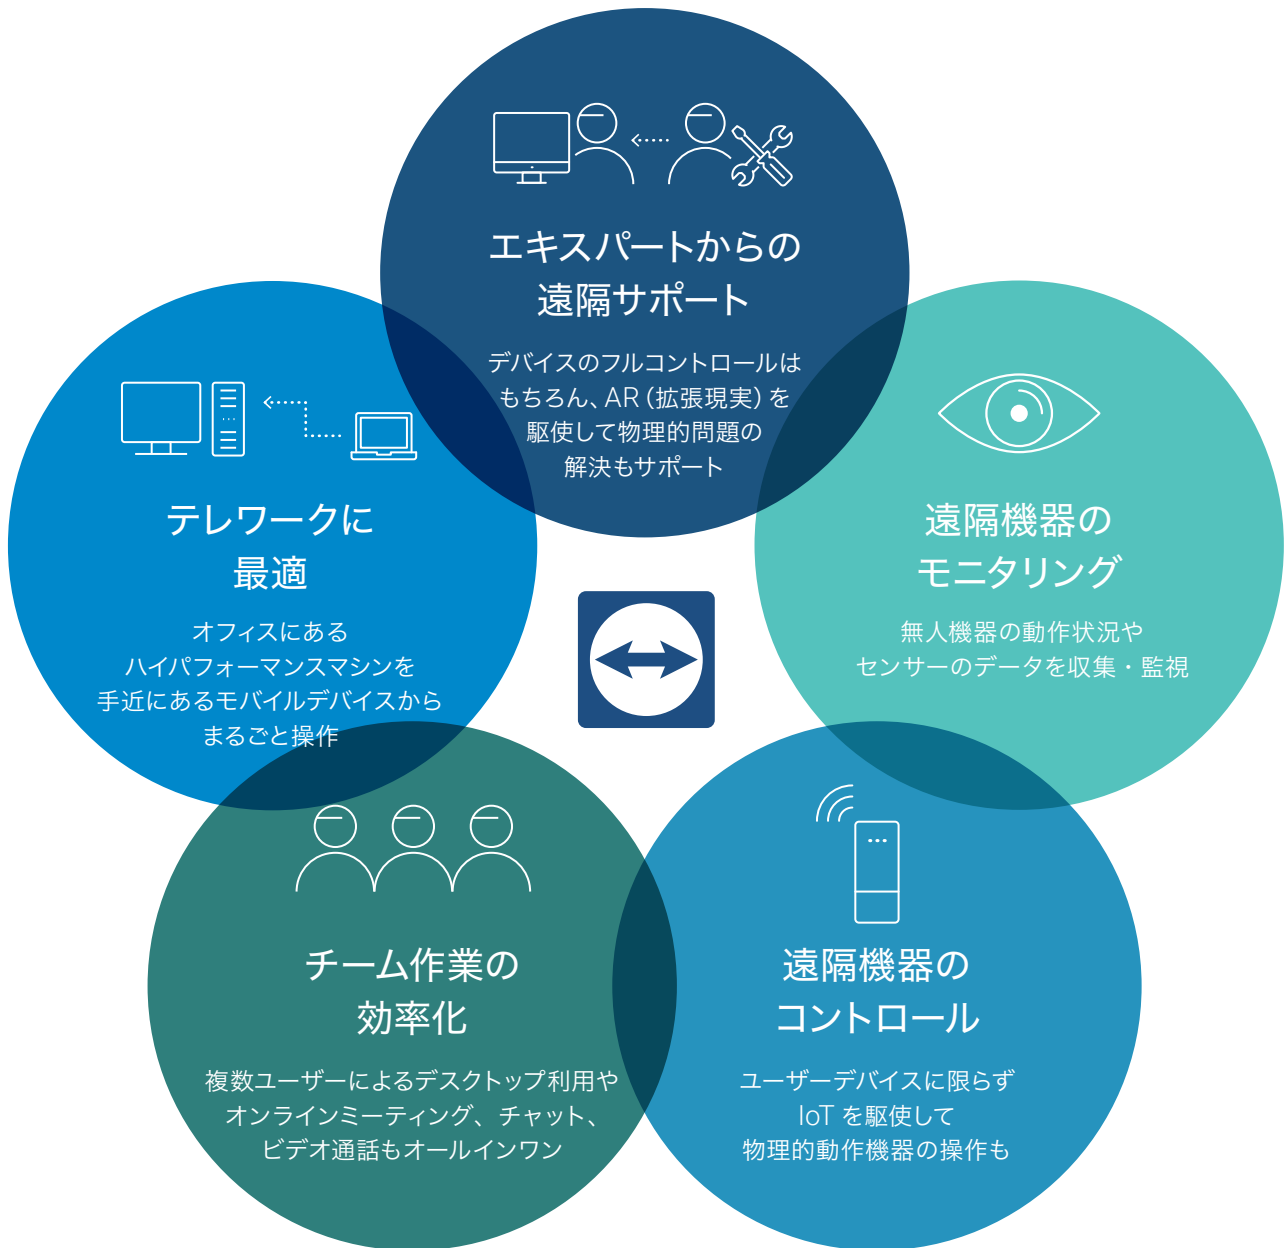 エキスパートからの
遠隔サポート
デバイスのフルコントロールは
もちろん、AR（拡張現実）を
駆使して物理的問題の
解決もサポート
テレワークに
最適
オフィスにある
ハイパフォーマンスマシンを
手近にあるモバイルデバイスから
まるごと操作
遠隔機器の
モニタリング
無人機器の動作状況や
センサーのデータを収集・監視
チーム作業の
効率化
複数ユーザーによるデスクトップ利用や
オンラインミーティング、チャット、
ビデオ通話もオールインワン
遠隔機器の
コントロール
ユーザーデバイスに限らず
IoT を駆使して
物理的動作機器の操作も